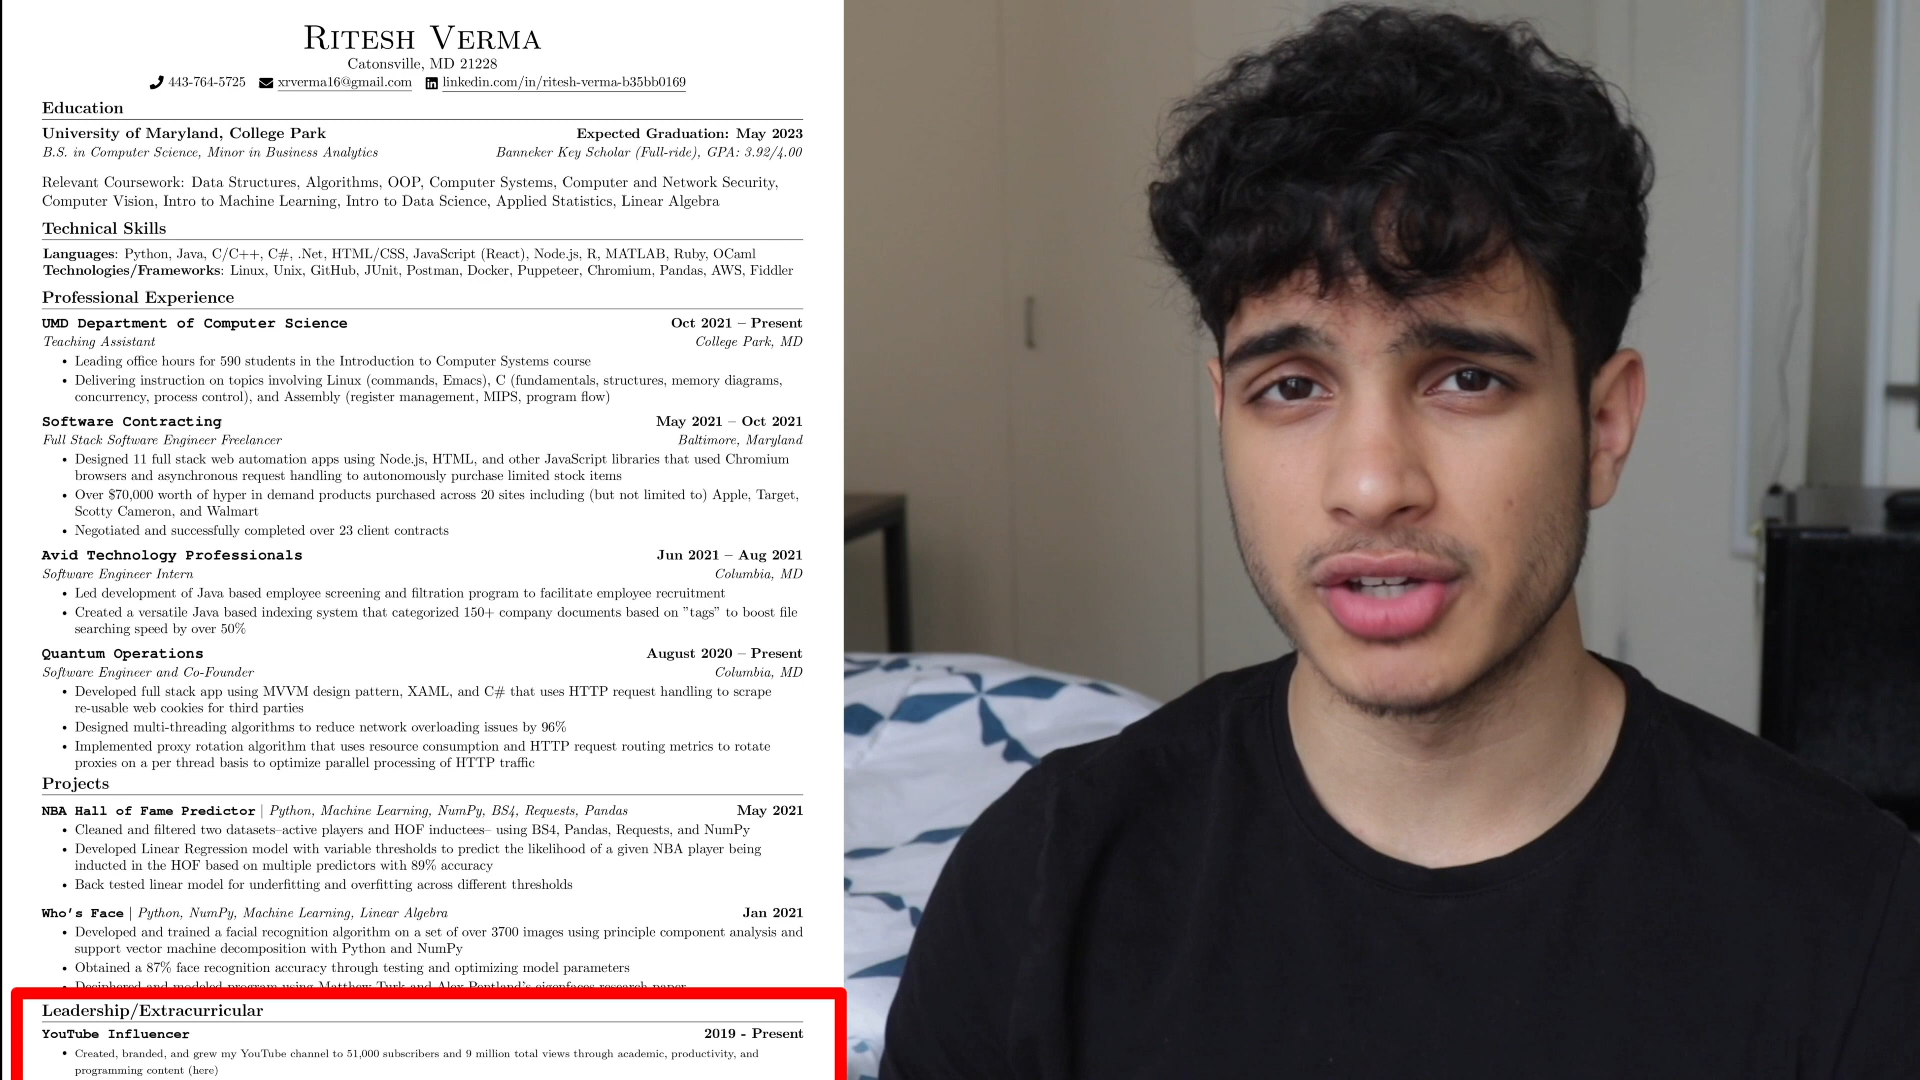 RITESH VERMA
Catonsville, MD 21228
443-764-5725 xrverma16@gmail.com linkedin.com/in/ritesh-verma-b35bb0169
Education
University of Maryland, College Park Expected Graduation: May 2023
B.S. in Computer Science, Minor in Business Analytics Banneker Key Scholar (Full-ride), GPA: 3.92/4.00
Relevant Coursework: Data Structures, Algorithms, OOP, Computer Systems, Computer and Network Security,
Computer Vision, Intro to Machine Learning, Intro to Data Science, Applied Statistics, Linear Algebra
Technical Skills
Languages: Python, Java, C/C++, C#, .Net, HTML/CSS, JavaScript (React), Node.js, R, MATLAB, Ruby, OCaml
Technologies/Frameworks: Linux, Unix, GitHub, JUnit, Postman, Docker, Puppeteer, Chromium, Pandas, AWS, Fiddler
Professional Experience
UMD Department of Computer Science Oct 2021 – Present
Teaching Assistant College Park, MD
• Leading office hours for 590 students in the Introduction to Computer Systems course
• Delivering instruction on topics involving Linux (commands, Emacs), C (fundamentals, structures, memory diagrams,
concurrency, process control), and Assembly (register management, MIPS, program flow)
Software Contracting May 2021 – Oct 2021
Full Stack Software Engineer Freelancer Baltimore, Maryland
• Designed 11 full stack web automation apps using Node.js, HTML, and other JavaScript libraries that used Chromium
browsers and asynchronous request handling to autonomously purchase limited stock items
• Over $70,000 worth of hyper in demand products purchased across 20 sites including (but not limited to) Apple, Target,
Scotty Cameron, and Walmart
• Negotiated and successfully completed over 23 client contracts
Avid Technology Professionals Jun 2021 – Aug 2021
Software Engineer Intern Columbia, MD
• Led development of Java based employee screening and filtration program to facilitate employee recruitment
• Created a versatile Java based indexing system that categorized 150+ company documents based on "tags" to boost file
searching speed by over 50%
Quantum Operations August 2020 – Present
Software Engineer and Co-Founder Columbia, MD
• Developed full stack app using MVVM design pattern, XAML, and C# that uses HTTP request handling to scrape
re-usable web cookies for third parties
• Designed multi-threading algorithms to reduce network overloading issues by 96%
• Implemented proxy rotation algorithm that uses resource consumption and HTTP request routing metrics to rotate
proxies on a per thread basis to optimize parallel processing of HTTP traffic
Projects
NBA Hall of Fame Predictor | Python, Machine Learning, NumPy, BS4, Requests, Pandas May 2021
• Cleaned and filtered two datasets–active players and HOF inductees– using BS4, Pandas, Requests, and NumPy
• Developed Linear Regression model with variable thresholds to predict the likelihood of a given NBA player being
inducted in the HOF based on multiple predictors with 89% accuracy
• Back tested linear model for underfitting and overfitting across different thresholds
Who's Face | Python, NumPy, Machine Learning, Linear Algebra Jan 2021
• Developed and trained a facial recognition algorithm on a set of over 3700 images using principle component analysis and
support vector machine decomposition with Python and NumPy
• Obtained a 87% face recognition accuracy through testing and optimizing model parameters
• Deciphered and modeled program using Matthew Turk and Alex Pentland's eigenfaces research paper
Leadership/Extracurricular
YouTube Influencer 2019 - Present
• Created, branded, and grew my YouTube channel to 51,000 subscribers and 9 million total views through academic, productivity, and
programming content (here)